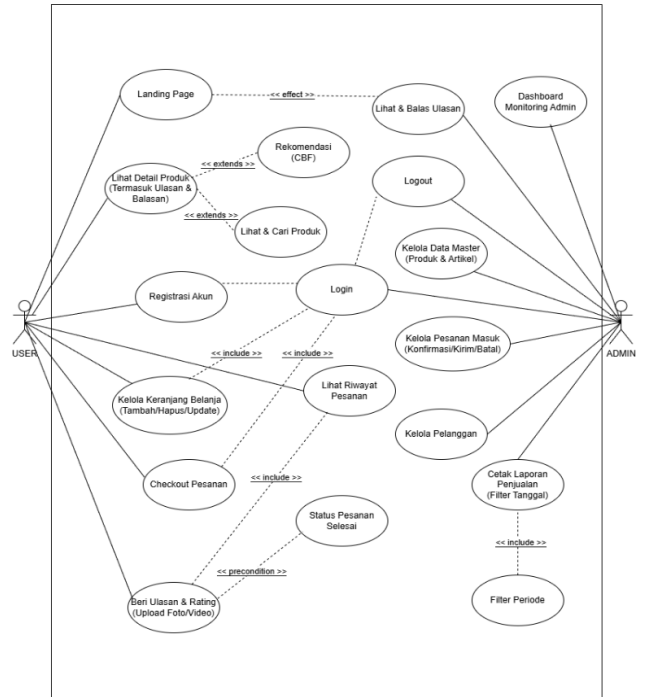 Landing Page
<< effect >>
Lihat & Balas Ulasan
Dashboard
Monitoring Admin
Rekomendasi
(CBF)
<< extends >>
Lihat Detail Produk
(Termasuk Ulasan &
Balasan)
<< extends >>
Lihat & Cari Produk
Logout
Kelola Data Master
(Produk & Artikel)
Registrasi Akun
Login
USER
ADMIN
Kelola Pesanan Masuk
(Konfirmasi/Kirim/Batal)
<< include >>
<< include >>
Kelola Keranjang Belanja
(Tambah/Hapus/Update)
Lihat Riwayat
Pesanan
Kelola Pelanggan
Checkout Pesanan
<< include >>
Cetak Laporan
Penjualan
(Filter Tanggal)
Status Pesanan
Selesai
<< include >>
<< precondition >>
Beri Ulasan & Rating
(Upload Foto/Video)
Filter Periode